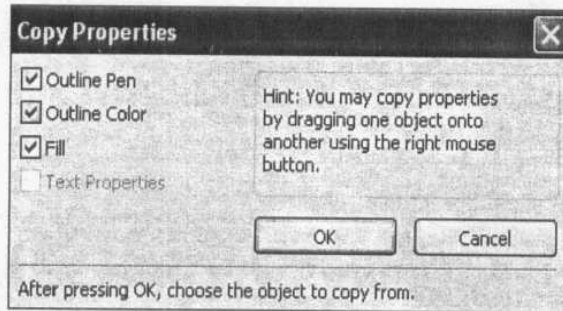 Copy Properties
Outline Pen
Outline Color
Fill
Text Properties
Hint: You may copy properties
by dragging one object onto
another using the right mouse
button.
OK
Cancel
After pressing OK, choose the object to copy from.